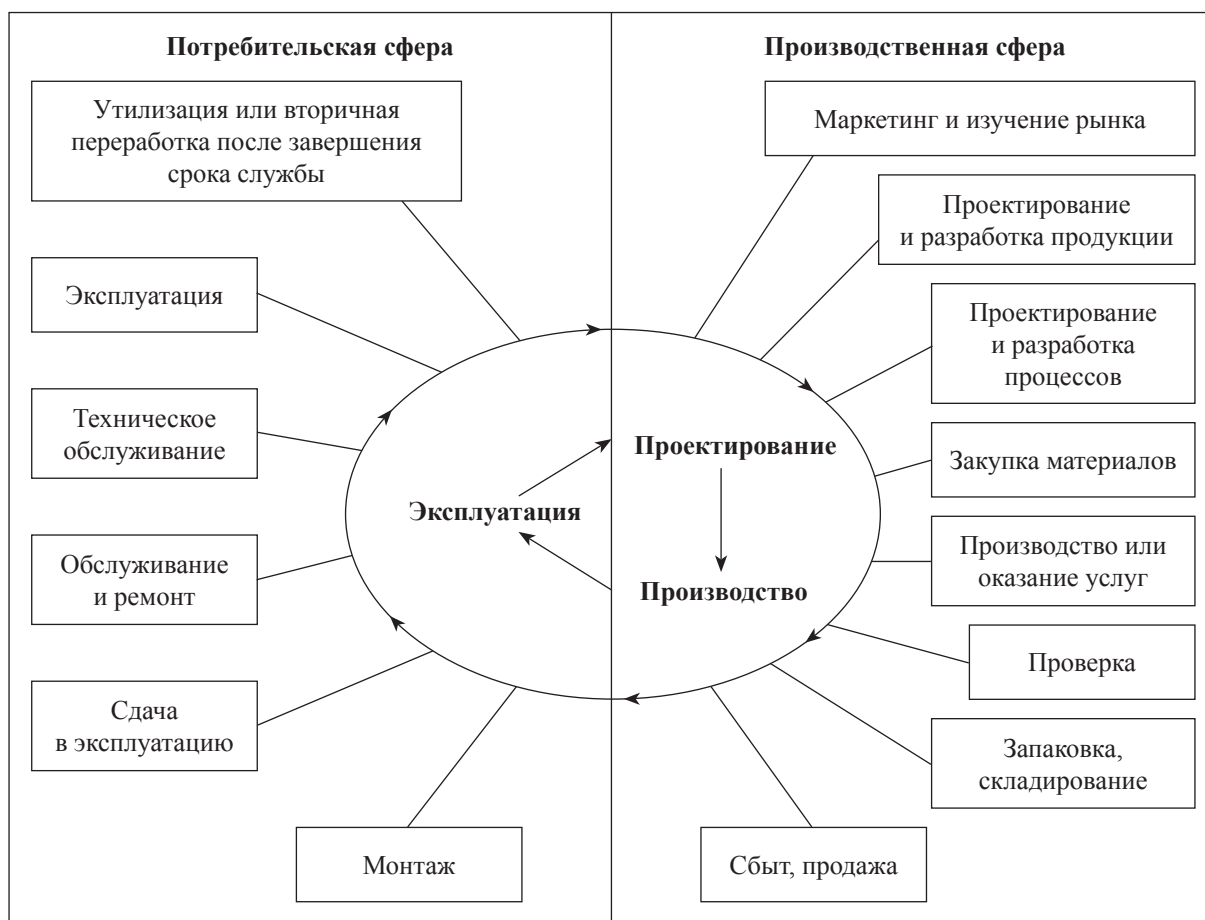 Потребительская сфера
Производственная сфера
Утилизация или вторичная
переработка после завершения
срока службы
Маркетинг и изучение рынка
Проектирование
и разработка продукции
Эксплуатация
Проектирование
и разработка
процессов
Техническое
обслуживание
Проектирование
Закупка материалов
Эксплуатация
Обслуживание
и ремонт
Производство
Производство или
оказание услуг
Проверка
Сдача
в эксплуатацию
Запаковка,
складирование
Монтаж
Сбыт, продажа